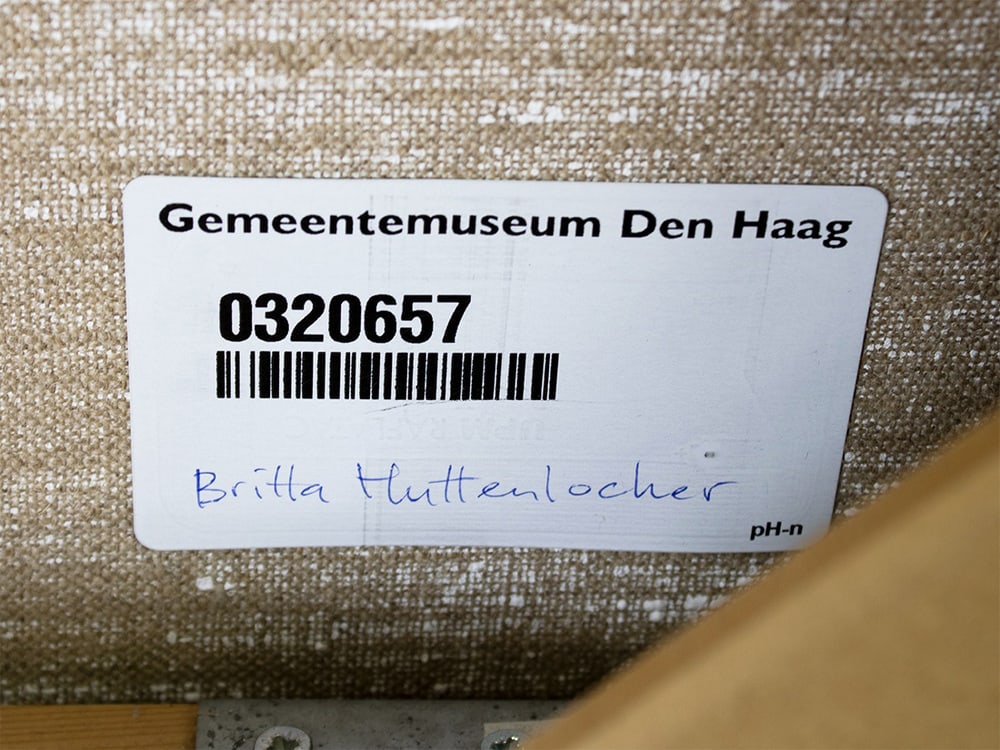 Gemeentemuseum Den Haag
0320657
Britta Huttenlocher
pH-n